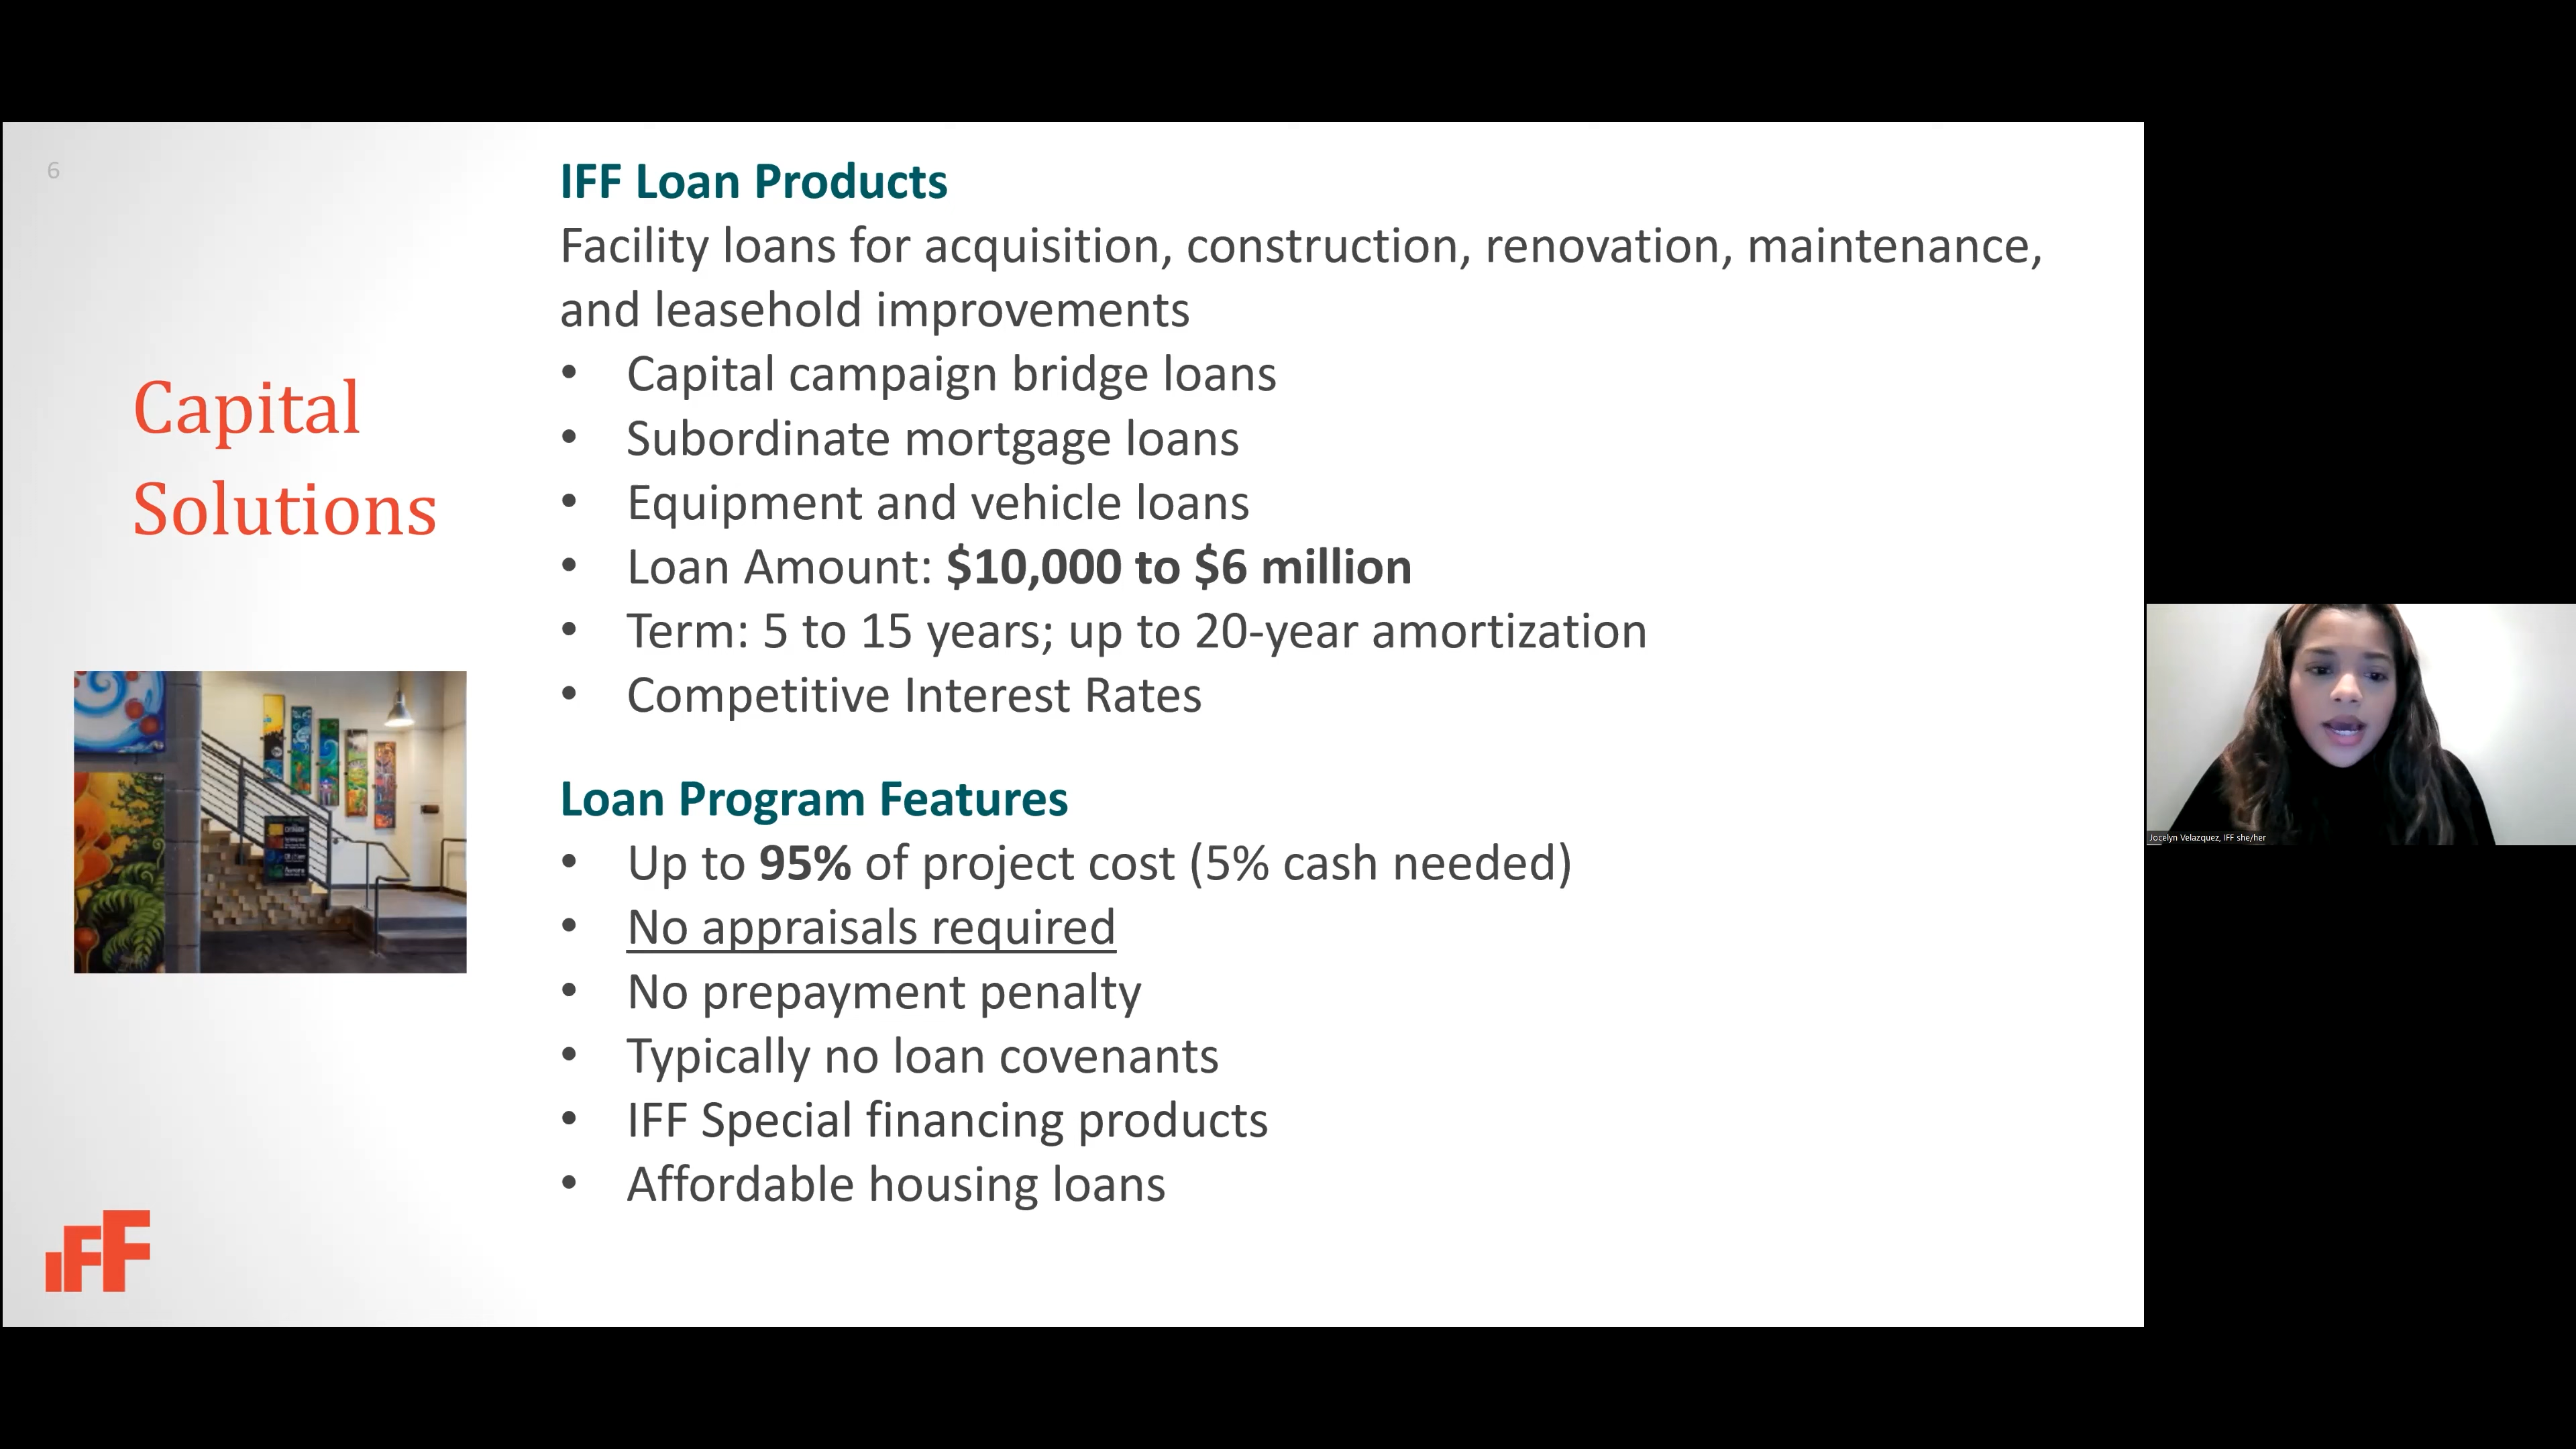 6
Capital
Solutions
IFF Loan Products
Facility loans for acquisition, construction, renovation, maintenance,
and leasehold improvements
• Capital campaign bridge loans
• Subordinate mortgage loans
• Equipment and vehicle loans
• Loan Amount: $10,000 to $6 million
• Term: 5 to 15 years; up to 20-year amortization
• Competitive Interest Rates
Loan Program Features
• Up to 95% of project cost (5% cash needed)
• No appraisals required
• No prepayment penalty
• Typically no loan covenants
• IFF Special financing products
• Affordable housing loans
IFF
Jocelyn Velazquez, IFF she/her